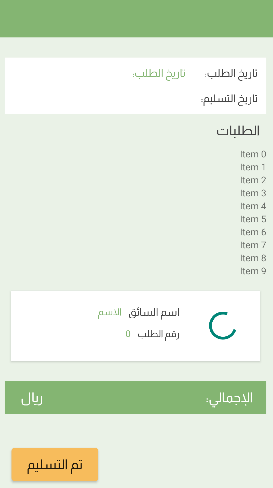 تاريخ الطلب: تاريخ الطلب:
تاريخ التسليم:
الطلبات
Item 0
Item 1
Item 2
Item 3
Item 4
Item 5
Item 6
Item 7
Item 8
Item 9
اسم السائق الاسم
رقم الطلب 0
الإجمالي: ريال
تم التسليم